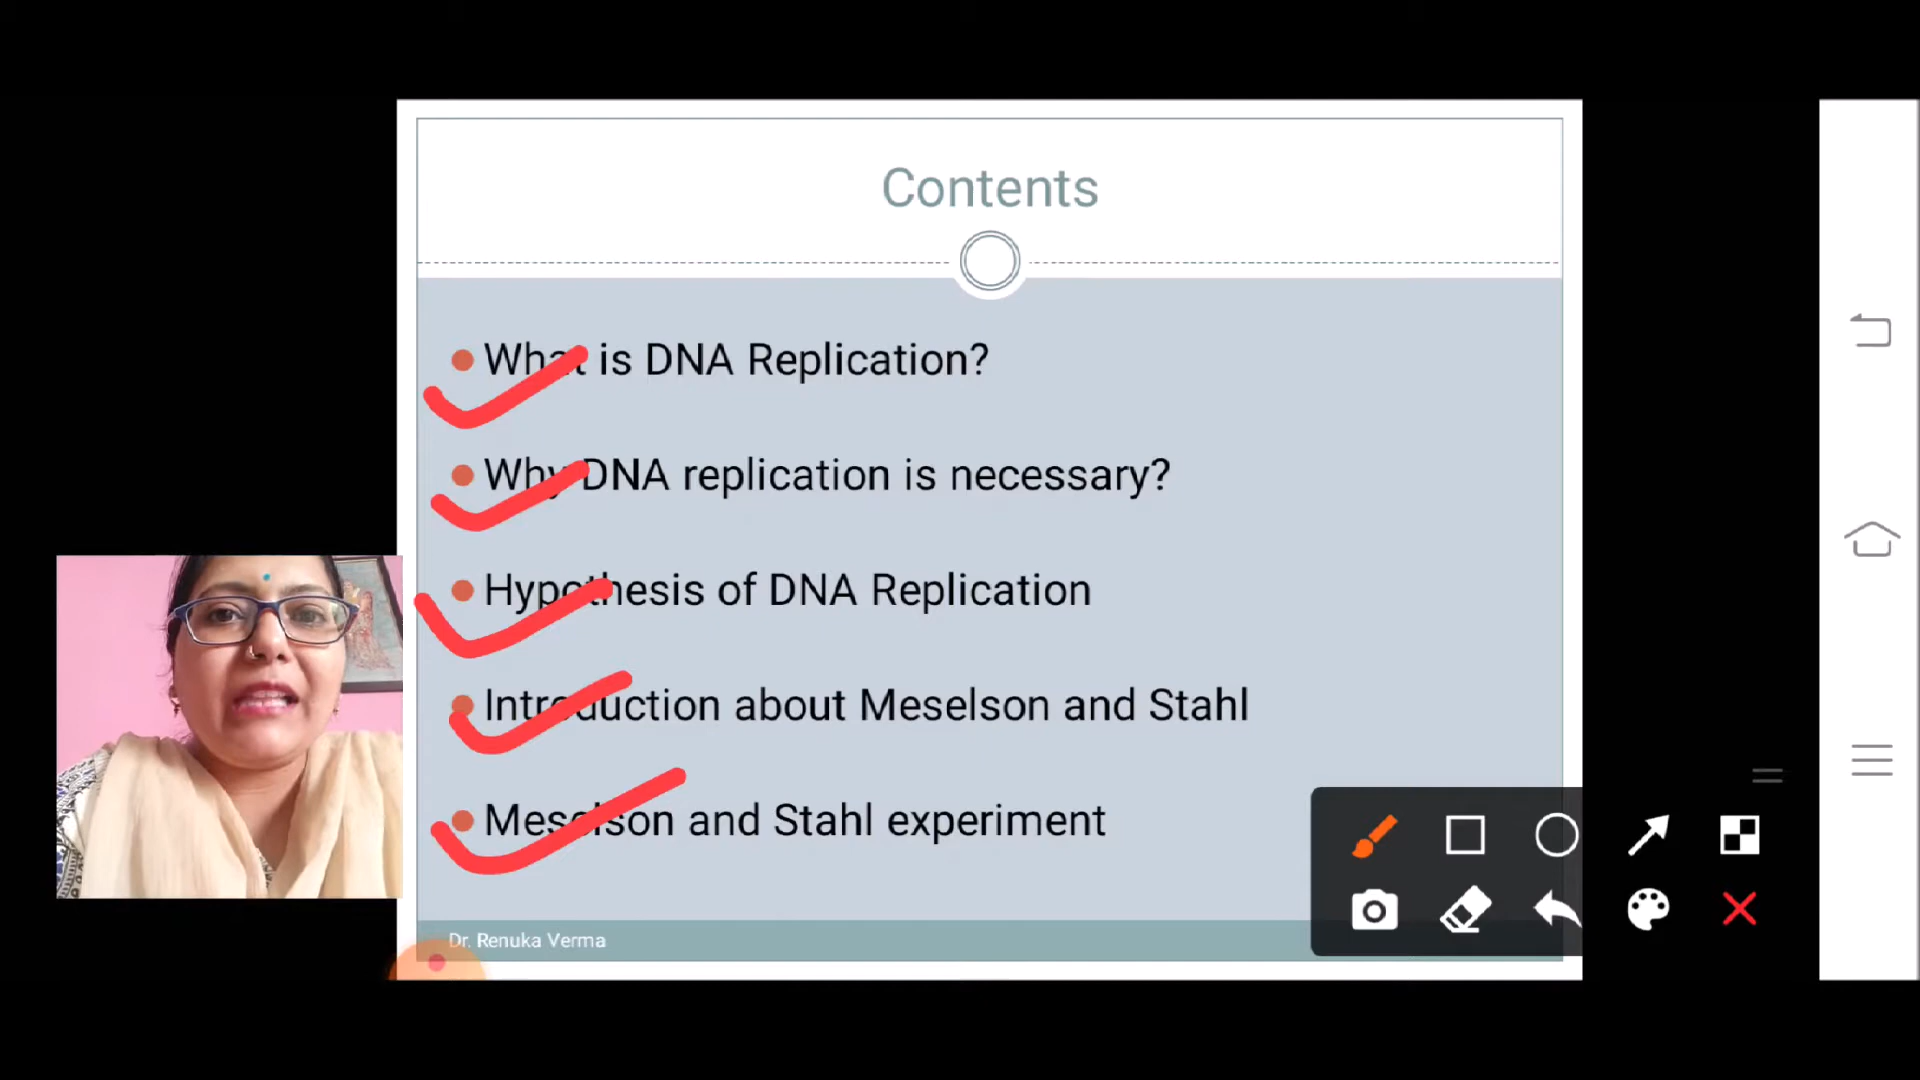 Contents
What is DNA Replication?
Why DNA replication is necessary?
Hypothesis of DNA Replication
Introduction about Meselson and Stahl
Meselson and Stahl experiment
Dr. Renuka Verma